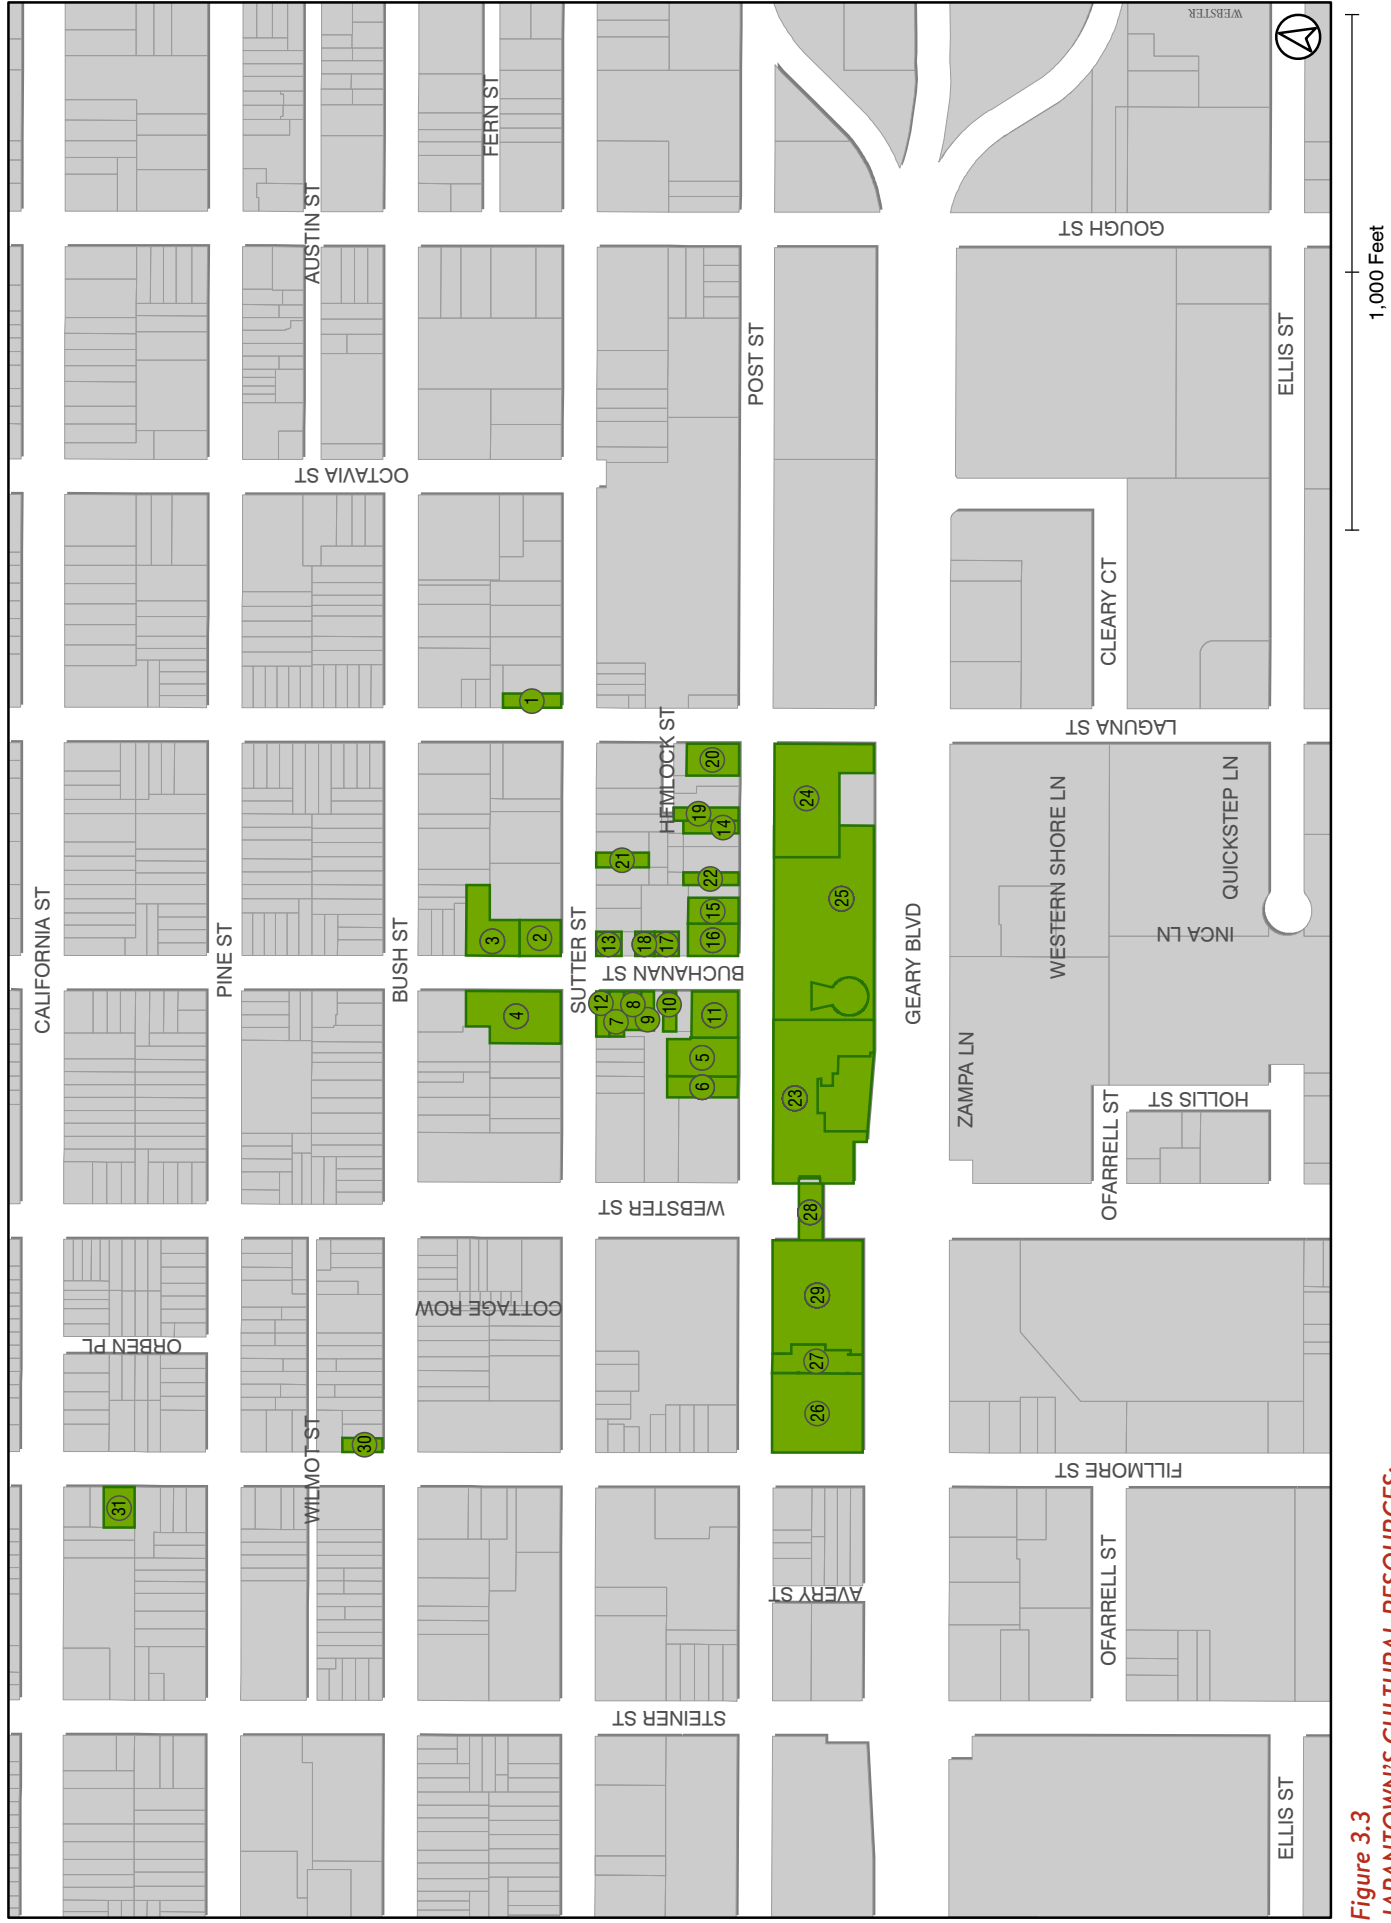 CALIFORNIA ST
PINE ST
BUSH ST
SUTTER ST
POST ST
GEARY BLVD
ELLIS ST
ELLIS ST
AUSTIN ST
FERN ST
HEMLOCK ST
WILMOT ST
CLEARY CT
WESTERN SHORE LN
QUICKSTEP LN
ZAMPA LN
OFARRELL ST
OFARRELL ST
STEINER ST
AVERY ST
FILLMORE ST
ORBEN PL
COTTAGE ROW
WEBSTER ST
HOLLIS ST
BUCHANAN ST
INCA LN
LAGUNA ST
OCTAVIA ST
GOUGH ST
WEBSTER
1
2
3
4
5
6
7
8
9
10
11
12
13
14
15
16
17
18
19
20
21
22
23
24
25
26
27
28
29
30
31
1,000 Feet
Figure 3.3
JAPANTOWN'S CULTURAL RESOURCES: